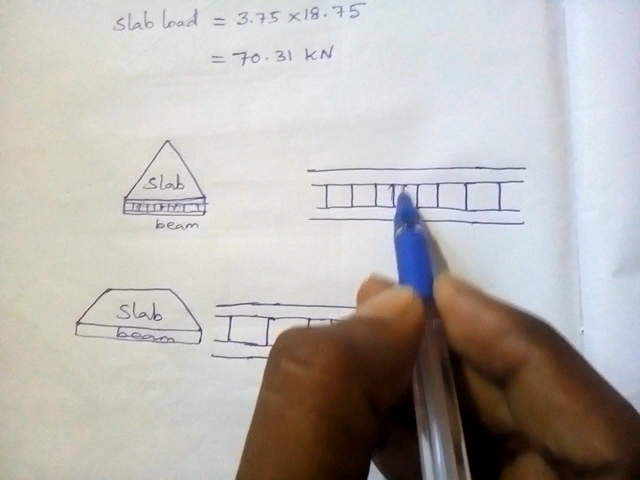 slab load = 3.75 x 18.75
= 70.31 KN
slab
beam
slab
beam